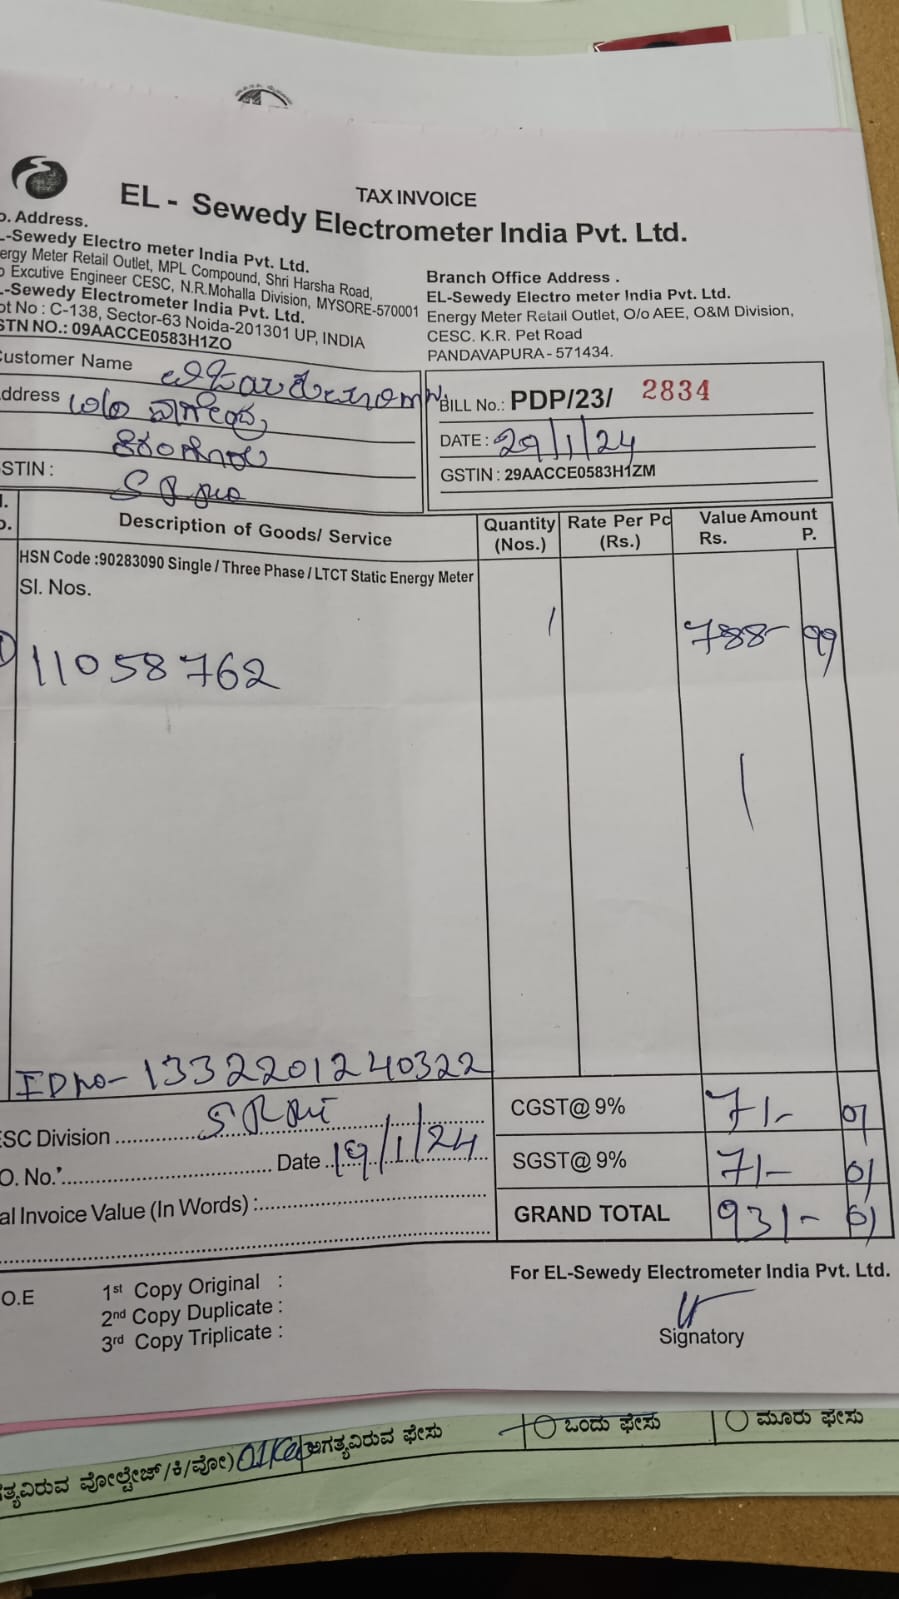 TAX INVOICE
EL - Sewedy Electrometer India Pvt. Ltd.
o. Address.
L-Sewedy Electro meter India Pvt. Ltd.
ergy Meter Retail Outlet, MPL Compound, Shri Harsha Road,
o Excutive Engineer CESC, N.R.Mohalla Division, MYSORE-570001
L-Sewedy Electrometer India Pvt. Ltd.
ot No : C-138, Sector-63 Noida-201301 UP, INDIA
STN NO.: 09AACCE0583H1ZO
Branch Office Address .
EL-Sewedy Electro meter India Pvt. Ltd.
Energy Meter Retail Outlet, O/o AEE, O&M Division,
CESC. K.R. Pet Road
PANDAVAPURA - 571434.
ustomer Name
ddress
STIN :
BILL No.: PDP/23/ 2834
DATE : 29/1/24
GSTIN : 29AACCE0583H1ZM
Description of Goods/ Service
Quantity (Nos.)
Rate Per Pc (Rs.)
Value Amount
Rs. P.
HSN Code :90283090 Single / Three Phase / LTCT Static Energy Meter
Sl. Nos.
11058762 1 788- 99
ID no- 1332201240322
ESC Division
O. No. Date 19/1/24
al Invoice Value (In Words) :
CGST@ 9% 71- 01
SGST@ 9% 71- 01
GRAND TOTAL 931- 01
For EL-Sewedy Electrometer India Pvt. Ltd.
Signatory
.O.E
1st Copy Original :
2nd Copy Duplicate :
3rd Copy Triplicate :
ಗತ್ಯವಿರುವ ವೋಲ್ಟೇಜ್/ಕಿ/ವೋ) ಅಗತ್ಯವಿರುವ ಫೇಸು ಒಂದು ಫೇಸು ಮೂರು ಫೇಸು